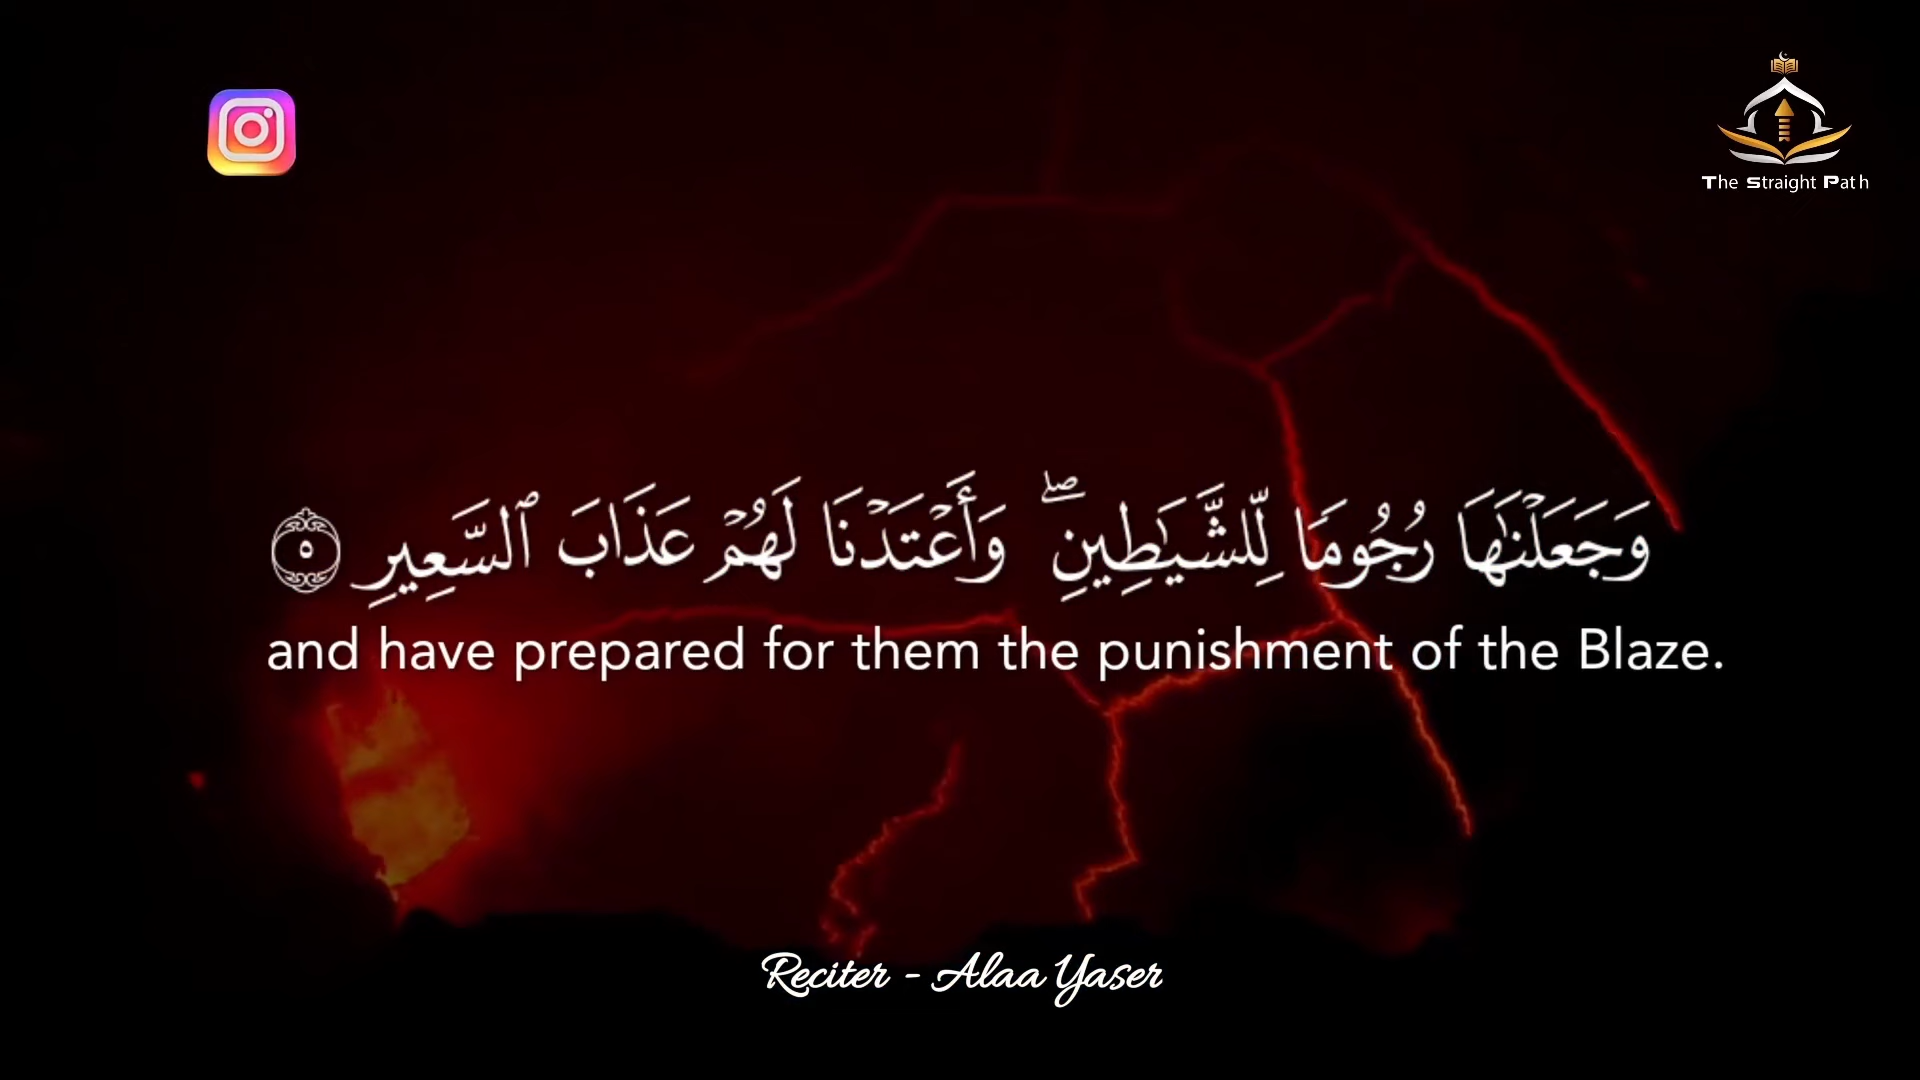 The Straight Path
وَجَعَلْنَٰهَا رُجُومًا لِّلشَّيَٰطِينِ ۖ وَأَعْتَدْنَا لَهُمْ عَذَابَ ٱلسَّعِيرِ ٥
and have prepared for them the punishment of the Blaze.
Reciter - Alaa Yaser